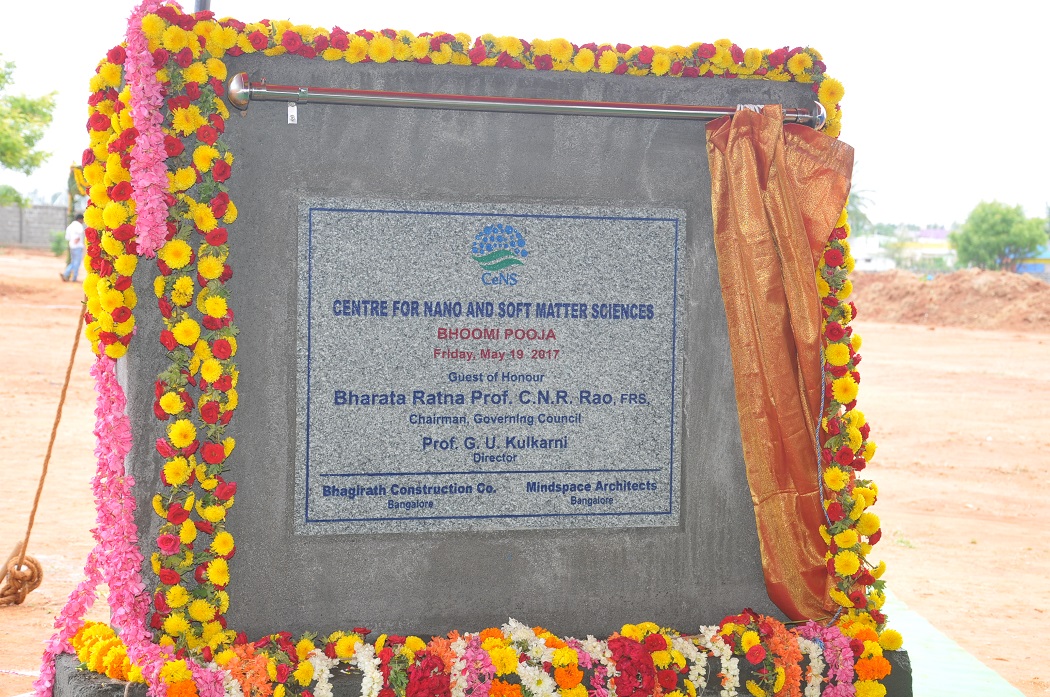 CeNS
CENTRE FOR NANO AND SOFT MATTER SCIENCES
BHOOMI POOJA
Friday, May 19 2017
Guest of Honour
Bharata Ratna Prof. C.N.R. Rao, FRS,
Chairman, Governing Council
Prof. G. U. Kulkarni
Director
Bhagirath Construction Co.
Bangalore
Mindspace Architects
Bangalore